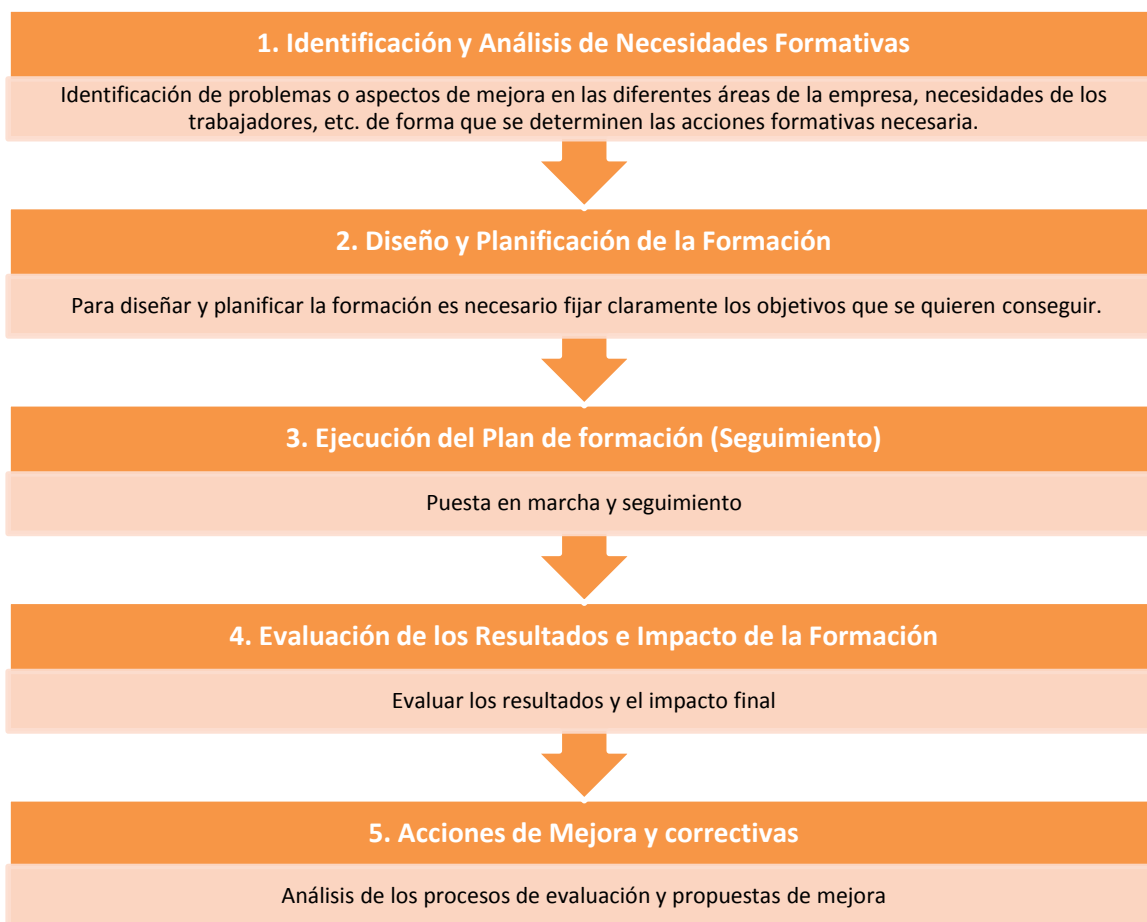 1. Identificación y Análisis de Necesidades Formativas
Identificación de problemas o aspectos de mejora en las diferentes áreas de la empresa, necesidades de los
trabajadores, etc. de forma que se determinen las acciones formativas necesaria.
2. Diseño y Planificación de la Formación
Para diseñar y planificar la formación es necesario fijar claramente los objetivos que se quieren conseguir.
3. Ejecución del Plan de formación (Seguimiento)
Puesta en marcha y seguimiento
4. Evaluación de los Resultados e Impacto de la Formación
Evaluar los resultados y el impacto final
5. Acciones de Mejora y correctivas
Análisis de los procesos de evaluación y propuestas de mejora